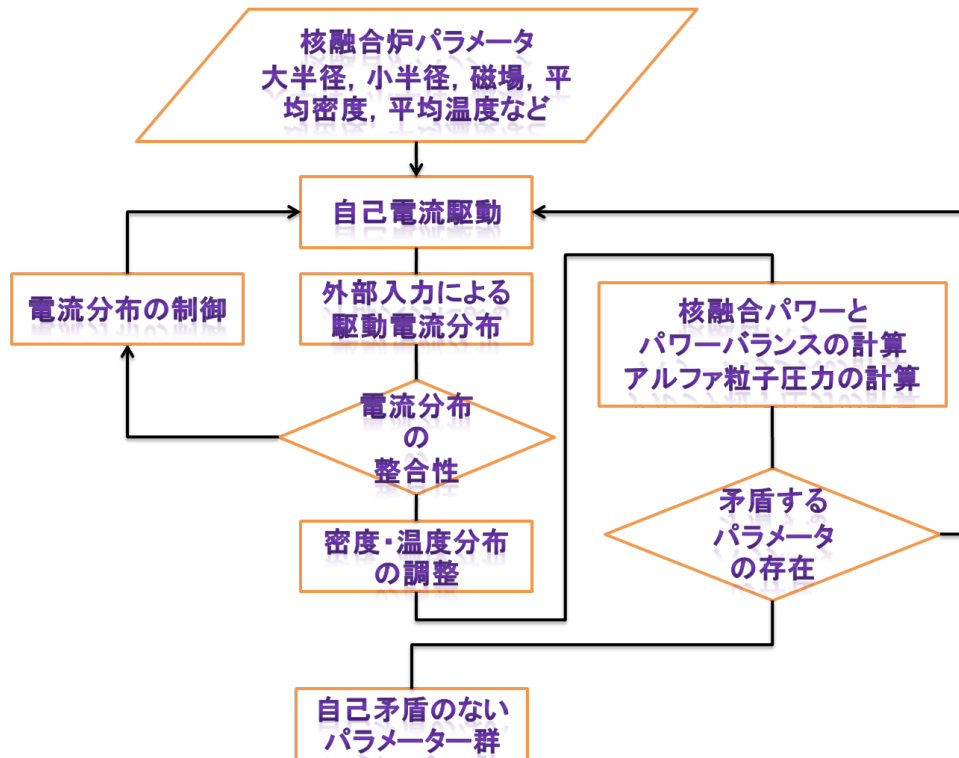 核融合炉パラメータ
大半径, 小半径, 磁場, 平
均密度, 平均温度など
自己電流駆動
電流分布の制御
外部入力による
駆動電流分布
核融合パワーと
パワーバランスの計算
アルファ粒子圧力の計算
電流分布
の
整合性
矛盾する
パラメータ
の存在
密度・温度分布
の調整
自己矛盾のない
パラメーター群